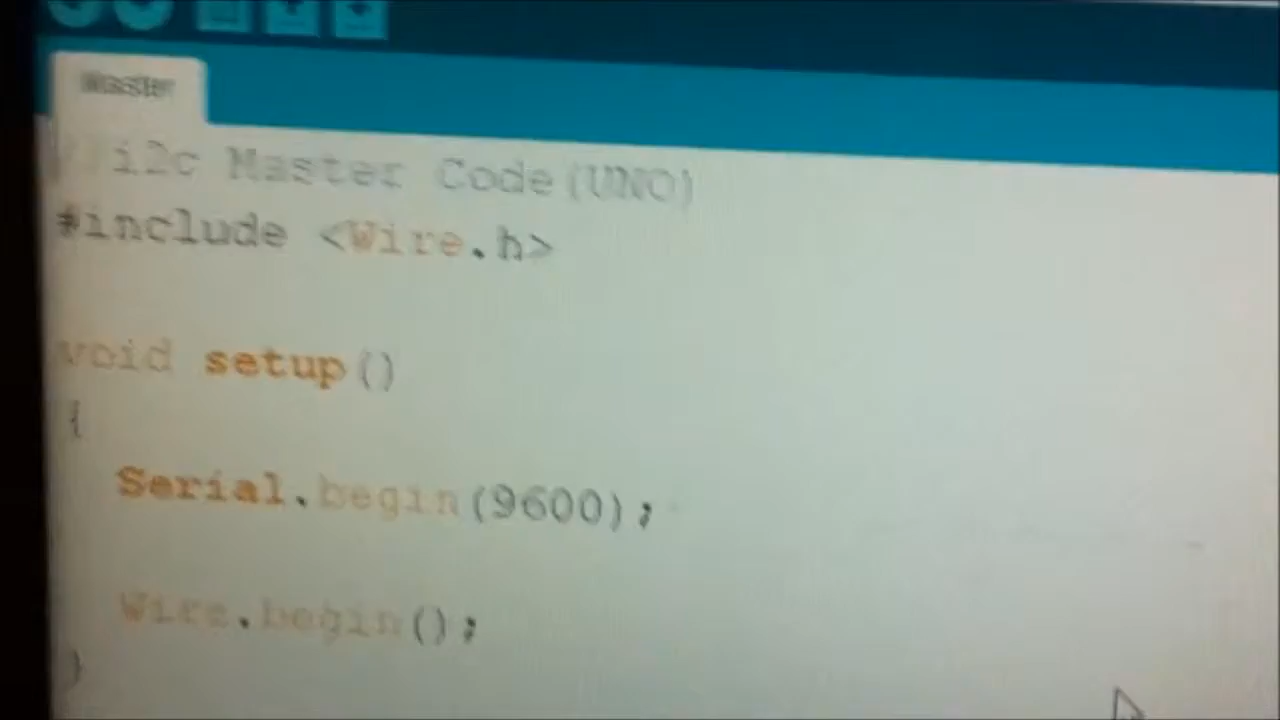 Master
// i2c Master Code(UNO)
#include <Wire.h>
void setup()
{
Serial.begin(9600);
Wire.begin();
}